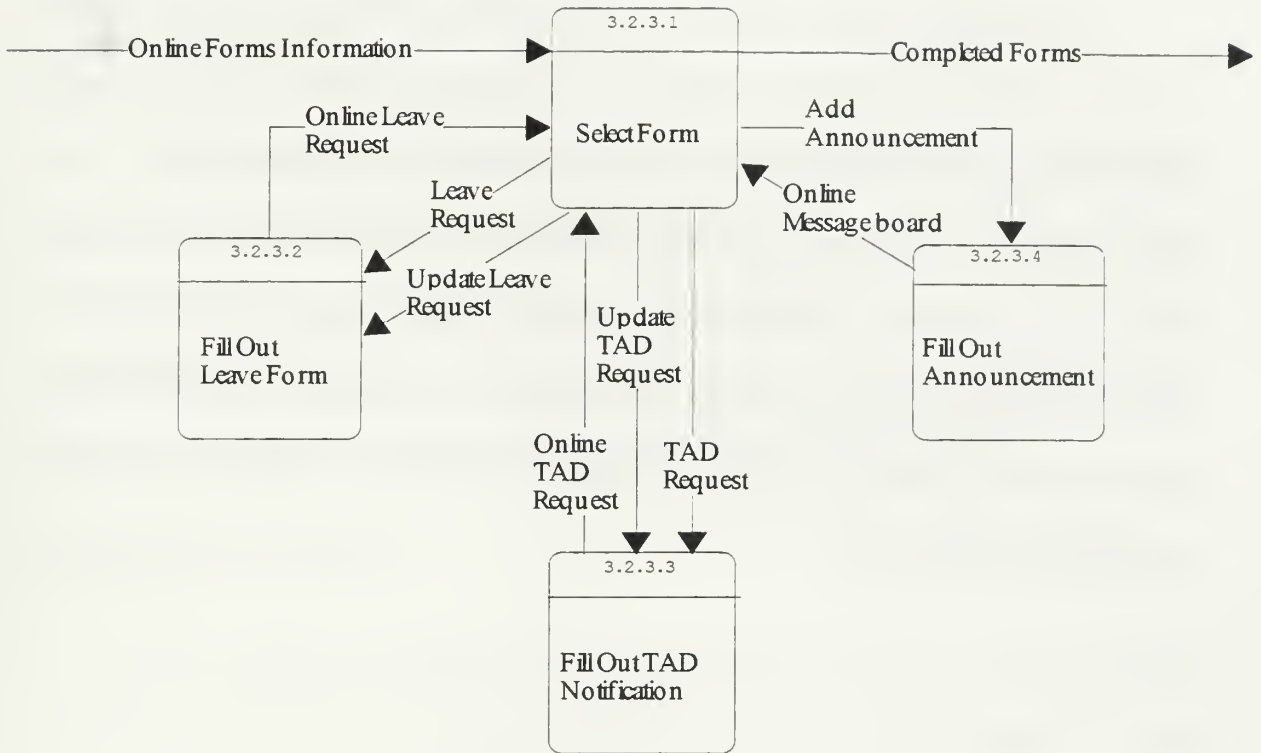 3.2.3.1
Online Forms Information
Completed Forms
Online Leave
Request
Select Form
Add
Announcement
Leave
Request
Online
Message board
3.2.3.2
3.2.3.4
Update Leave
Request
Fill Out
Leave Form
Update
TAD
Request
Fill Out
Announcement
Online
TAD
Request
TAD
Request
3.2.3.3
Fill Out TAD
Notification